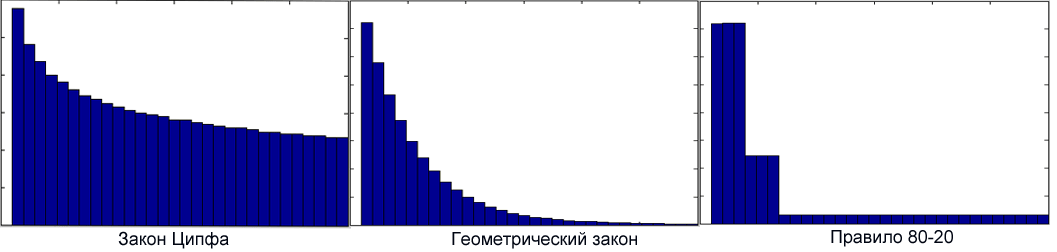 Закон Ципфа
Геометрический закон
Правило 80-20